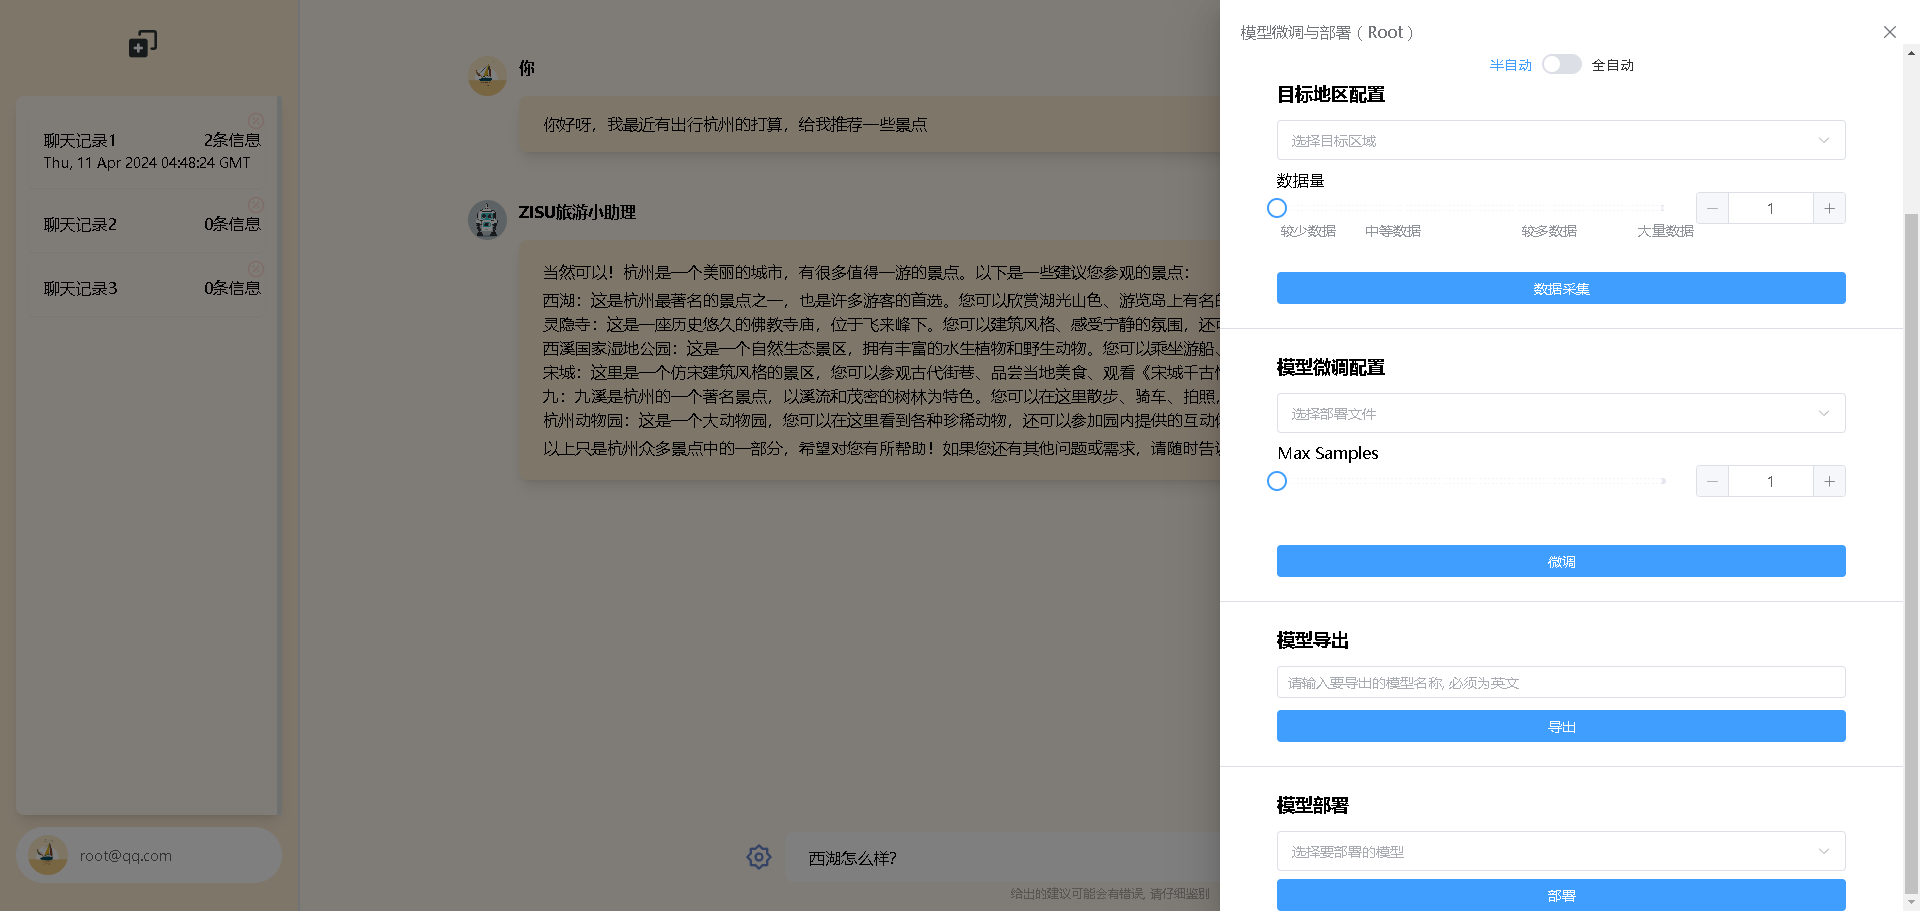 聊天记录1 2条信息
Thu, 11 Apr 2024 04:48:24 GMT
聊天记录2 0条信息
聊天记录3 0条信息
root@qq.com
你
你好呀，我最近有出行杭州的打算，给我推荐一些景点
ZISU旅游小助理
当然可以！杭州是一个美丽的城市，有很多值得一游的景点。以下是一些建议您参观的景点：
西湖：这是杭州最著名的景点之一，也是许多游客的首选。您可以欣赏湖光山色、游览岛上有名的
灵隐寺：这是一座历史悠久的佛教寺庙，位于飞来峰下。您可以建筑风格、感受宁静的氛围，还可
西溪国家湿地公园：这是一个自然生态景区，拥有丰富的水生植物和野生动物。您可以乘坐游船、
宋城：这里是一个仿宋建筑风格的景区，您可以参观古代街巷、品尝当地美食、观看《宋城千古情
九：九溪是杭州的一个著名景点，以溪流和茂密的树林为特色。您可以在这里散步、骑车、拍照，
杭州动物园：这是一个大动物园，您可以在这里看到各种珍稀动物，还可以参加园内提供的互动体
以上只是杭州众多景点中的一部分，希望对您有所帮助！如果您还有其他问题或需求，请随时告诉
西湖怎么样?
给出的建议可能会有错误, 请仔细鉴别
模型微调与部署（Root）
半自动 全自动
目标地区配置
选择目标区域
数据量
1
较少数据 中等数据 较多数据 大量数据
数据采集
模型微调配置
选择部署文件
Max Samples
1
微调
模型导出
请输入要导出的模型名称, 必须为英文
导出
模型部署
选择要部署的模型
部署